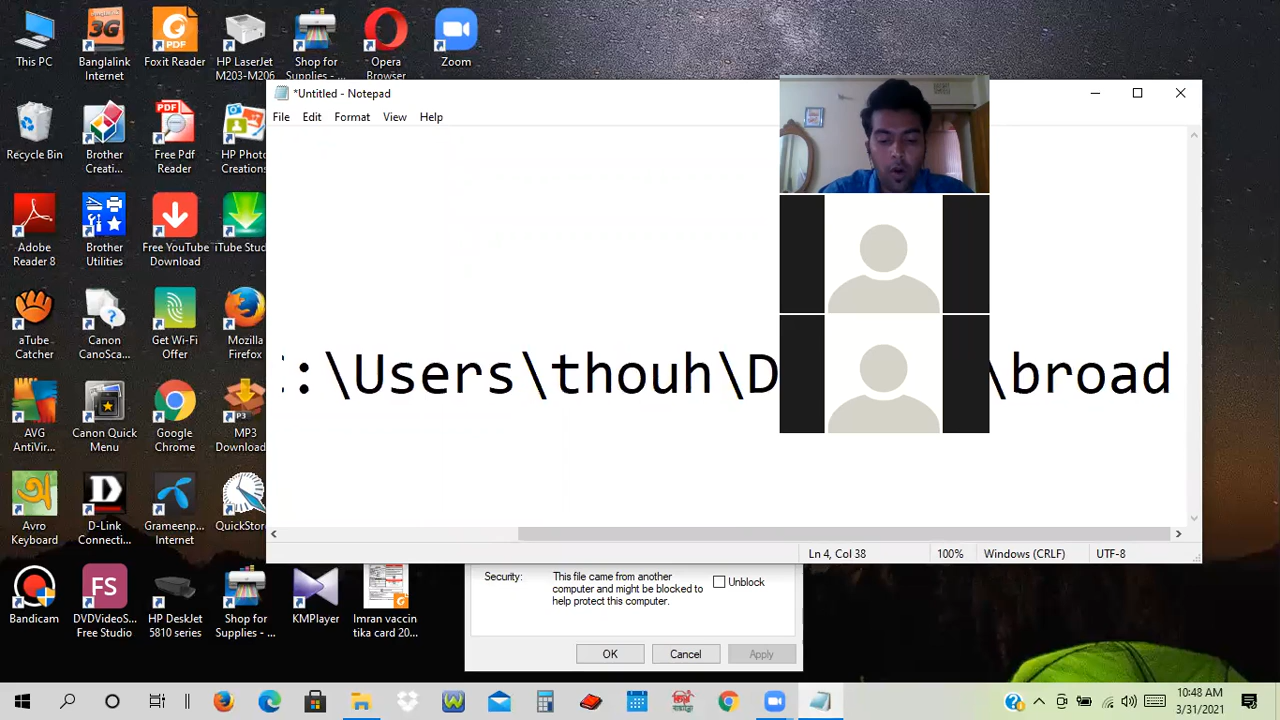 This PC
Banglalink
Internet
Foxit Reader
HP LaserJet
M203-M206
Shop for
Supplies - ...
Opera
Browser
Zoom
*Untitled - Notepad
File Edit Format View Help
Recycle Bin
Brother
Creati...
Free Pdf
Reader
HP Photo
Creations
Adobe
Reader 8
Brother
Utilities
Free YouTube
Download
iTube Stud
:\Users\thouh\D \broad
aTube
Catcher
Canon
CanoSca...
Get Wi-Fi
Offer
Mozilla
Firefox
AVG
AntiVir...
Canon Quick
Menu
Google
Chrome
MP3
Download
Avro
Keyboard
D-Link
Connecti...
Grameenp...
Internet
QuickStor
Ln 4, Col 38 100% Windows (CRLF) UTF-8
Bandicam
DVDVideoS...
Free Studio
HP DeskJet
5810 series
Shop for
Supplies - ...
KMPlayer
Imran vaccin
tika card 20...
Security:
This file came from another
computer and might be blocked to
help protect this computer.
Unblock
OK Cancel Apply
10:48 AM
3/31/2021